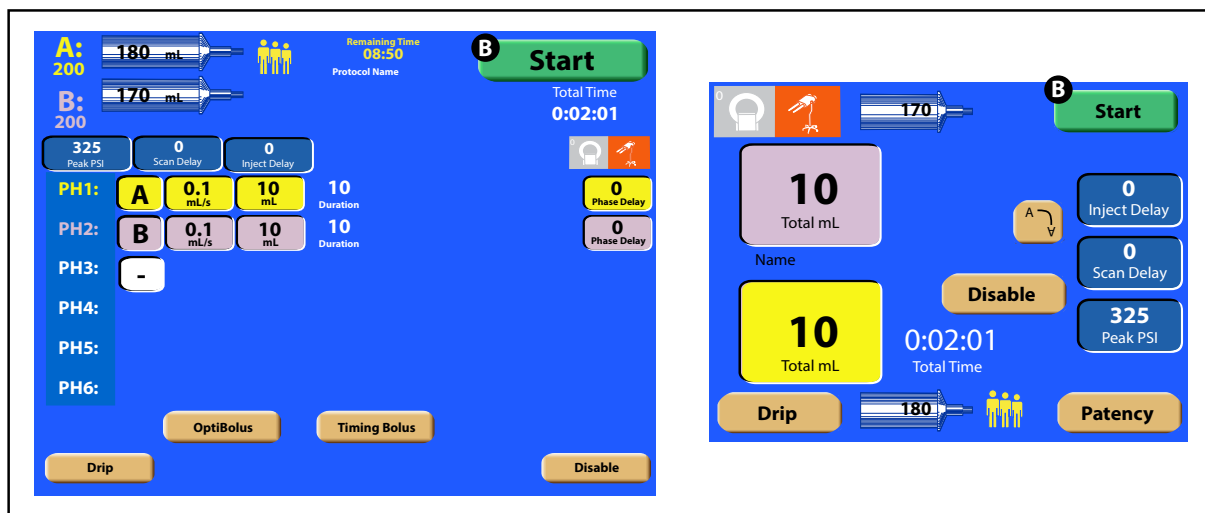 A:
200
180 mL
Remaining Time
08:50
Protocol Name
B
Start
B:
200
170 mL
Total Time
0:02:01
325
Peak PSI
0
Scan Delay
0
Inject Delay
0
PH1:
A
0.1
mL/s
10
mL
10
Duration
0
Phase Delay
PH2:
B
0.1
mL/s
10
mL
10
Duration
0
Phase Delay
PH3:
-
PH4:
PH5:
PH6:
OptiBolus
Timing Bolus
Drip
Disable
0
170
B
Start
10
Total mL
Name
A
A
0
Inject Delay
0
Scan Delay
Disable
325
Peak PSI
10
Total mL
0:02:01
Total Time
Drip
180
Patency